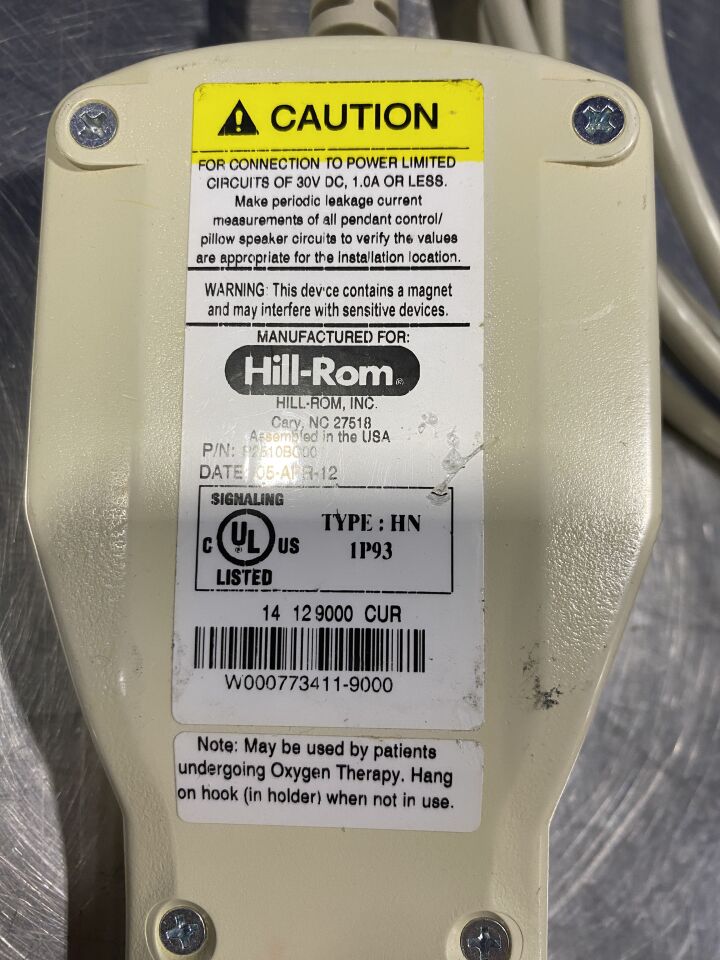 CAUTION
FOR CONNECTION TO POWER LIMITED
CIRCUITS OF 30V DC, 1.0A OR LESS.
Make periodic leakage current
measurements of all pendant control/
pillow speaker circuits to verify the values
are appropriate for the installation location.
WARNING: This device contains a magnet
and may interfere with sensitive devices.
MANUFACTURED FOR:
Hill-Rom®
HILL-ROM, INC.
Cary, NC 27518
Assembled in the USA
P/N:
DATE 05-APR-12
SIGNALING
C UL® US
LISTED
TYPE : HN
1P93
14 129000 CUR
W000773411-9000
Note: May be used by patients
undergoing Oxygen Therapy. Hang
on hook (in holder) when not in use.